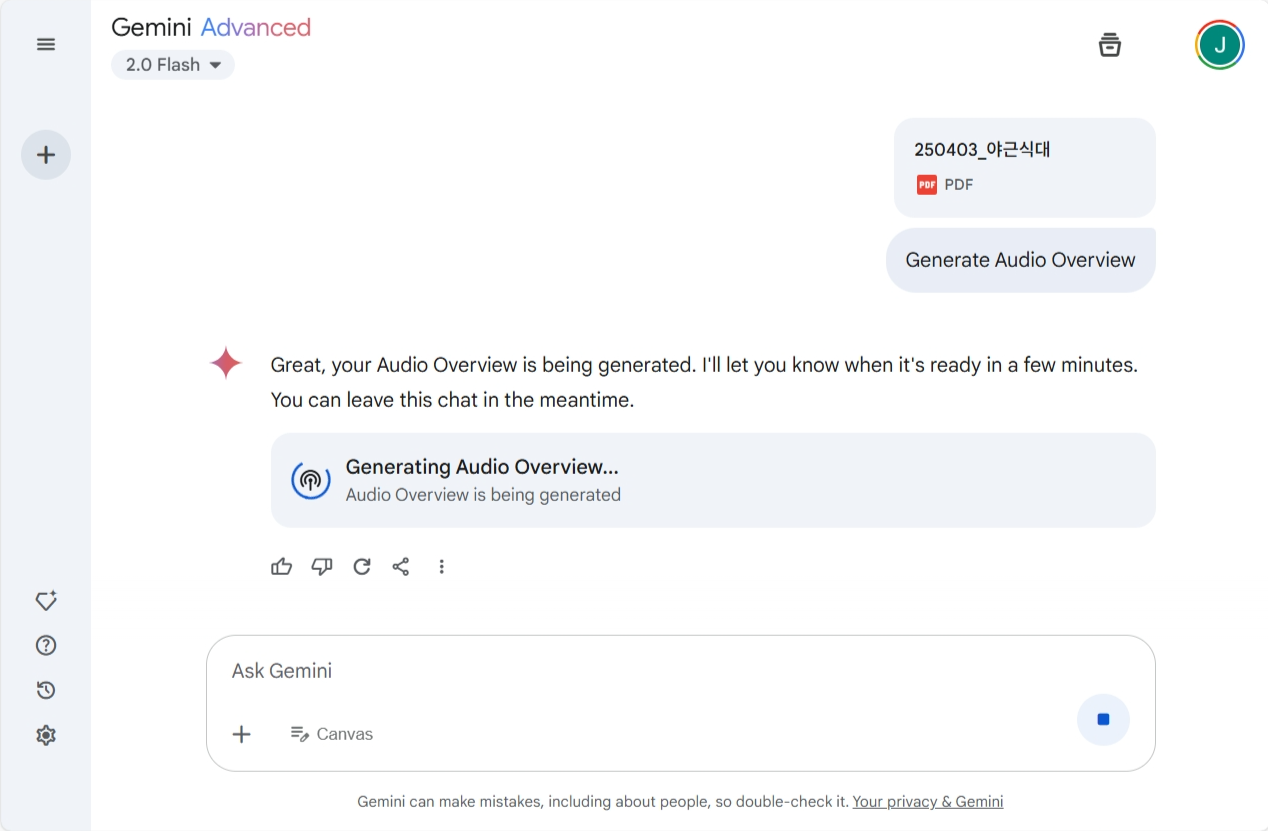 Gemini Advanced
2.0 Flash
J
250403_야근식대
PDF PDF
Generate Audio Overview
Great, your Audio Overview is being generated. I'll let you know when it's ready in a few minutes.
You can leave this chat in the meantime.
Generating Audio Overview...
Audio Overview is being generated
Ask Gemini
Canvas
Gemini can make mistakes, including about people, so double-check it. Your privacy & Gemini